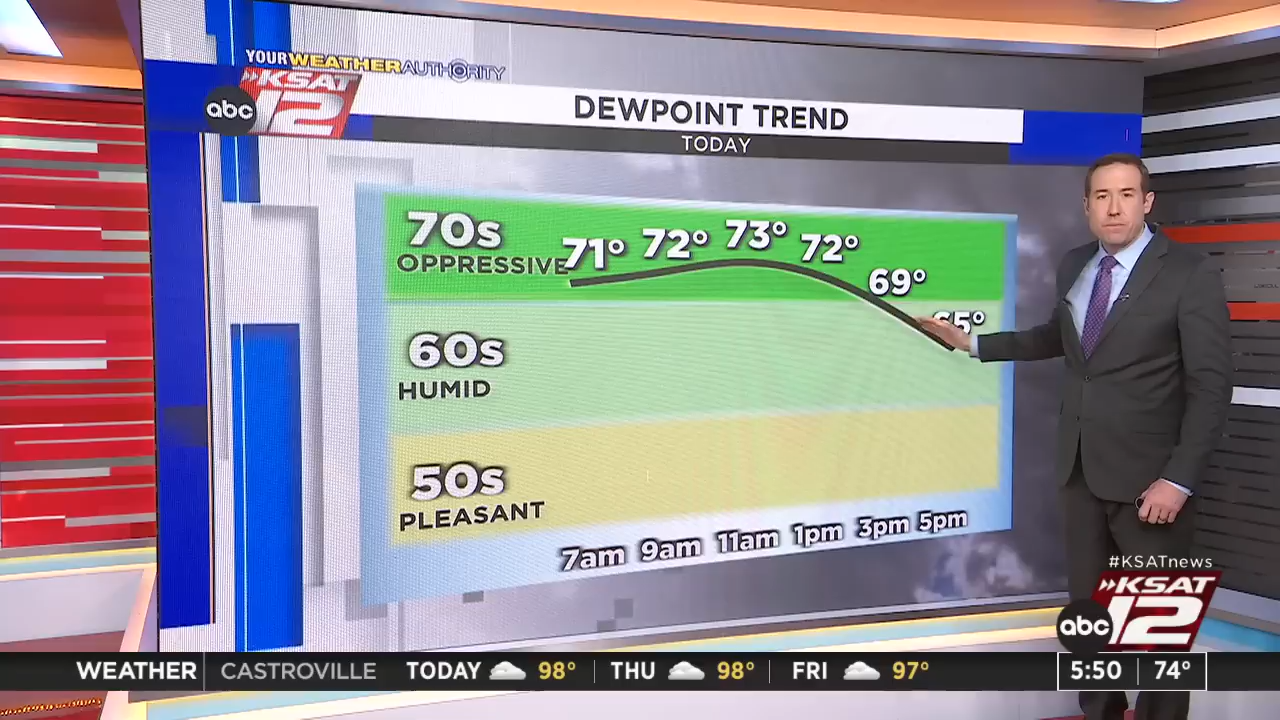 YOUR WEATHER AUTHORITY
»KSAT
abc 12
DEWPOINT TREND
TODAY
70s
OPPRESSIVE
71° 72° 73° 72° 69° 65°
60s
HUMID
50s
PLEASANT
7am 9am 11am 1pm 3pm 5pm
#KSATnews
»KSAT
abc 12
WEATHER CASTROVILLE TODAY 98° THU 98° FRI 97° 5:50 74°